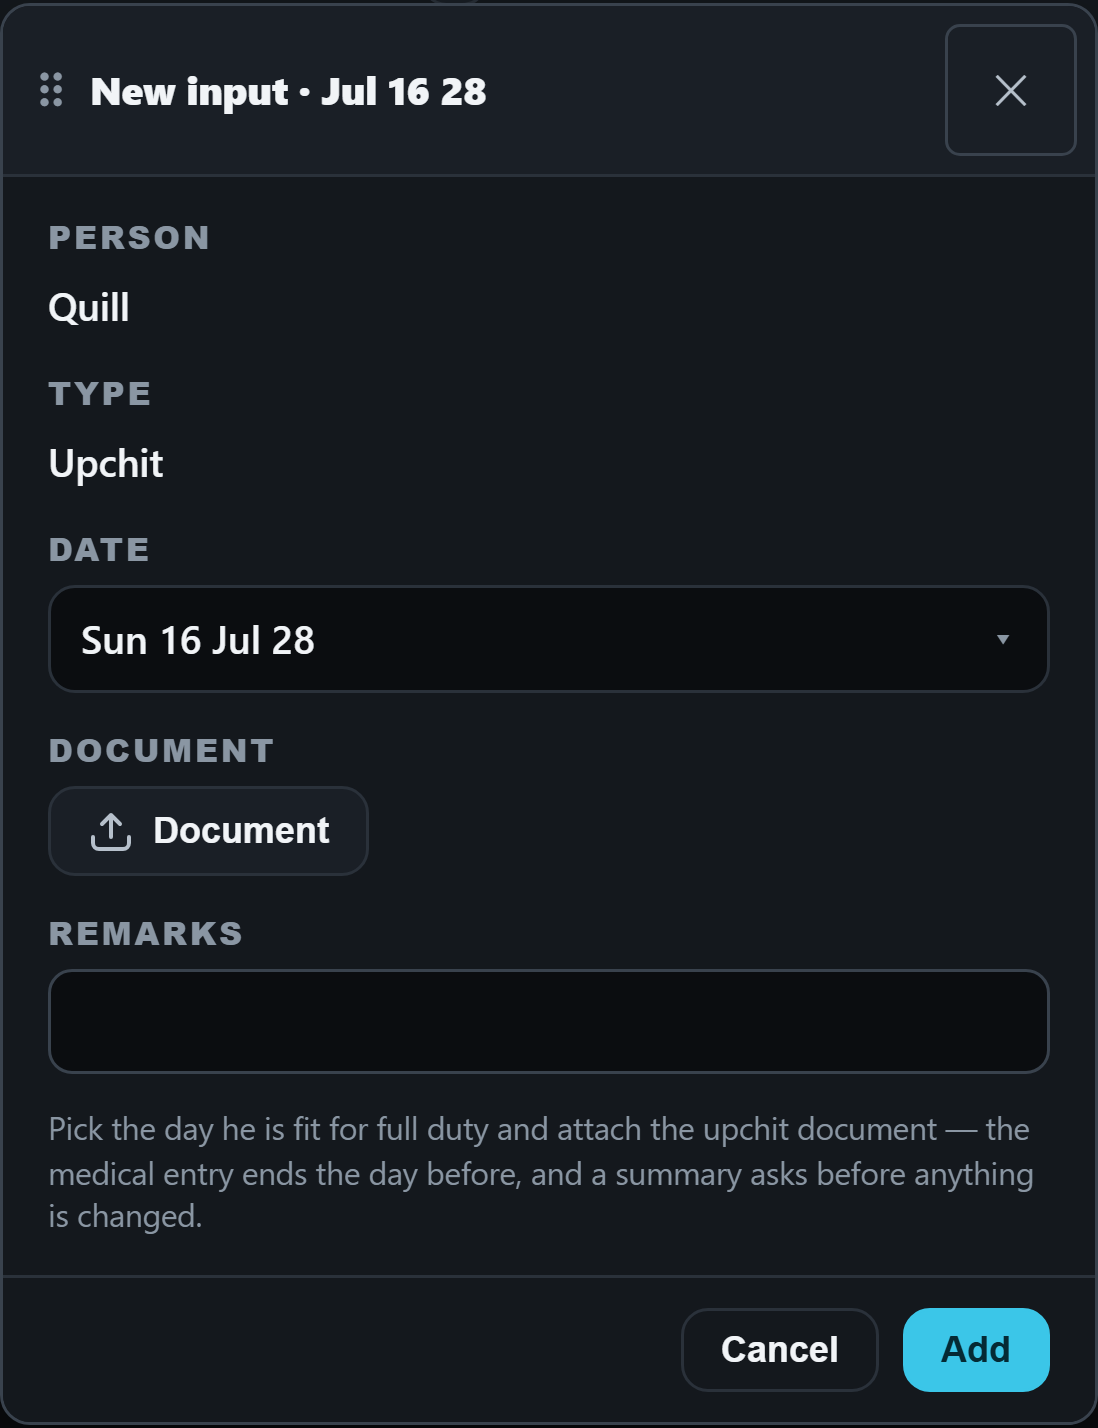 New input · Jul 16 28
PERSON
Quill
TYPE
Upchit
DATE
Sun 16 Jul 28
DOCUMENT
Document
REMARKS
Pick the day he is fit for full duty and attach the upchit document — the
medical entry ends the day before, and a summary asks before anything
is changed.
Cancel
Add